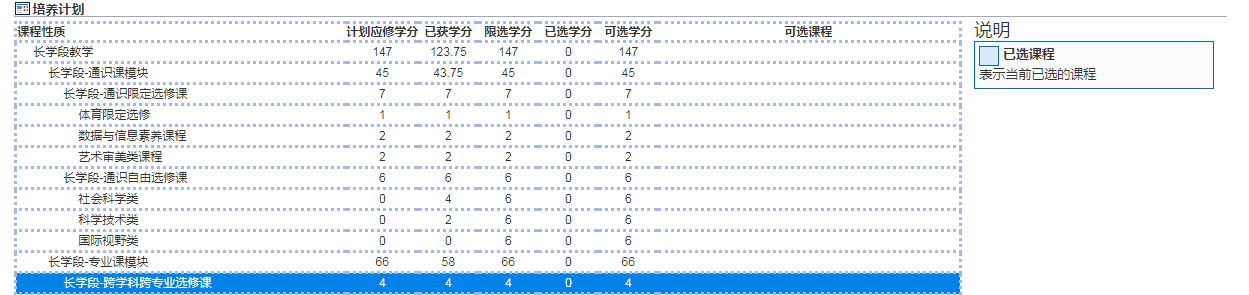 培养计划
课程性质 计划应修学分 已获学分 限选学分 已选学分 可选学分 可选课程
长学段教学 147 123.75 147 0 147
长学段-通识课模块 45 43.75 45 0 45
长学段-通识限定选修课 7 7 7 0 7
体育限定选修 1 1 1 0 1
数据与信息素养课程 2 2 2 0 2
艺术审美类课程 2 2 2 0 2
长学段-通识自由选修课 6 6 6 0 6
社会科学类 0 4 6 0 6
科学技术类 0 2 6 0 6
国际视野类 0 0 6 0 6
长学段-专业课模块 66 58 66 0 66
长学段-跨学科跨专业选修课 4 4 4 0 4
说明
已选课程
表示当前已选的课程